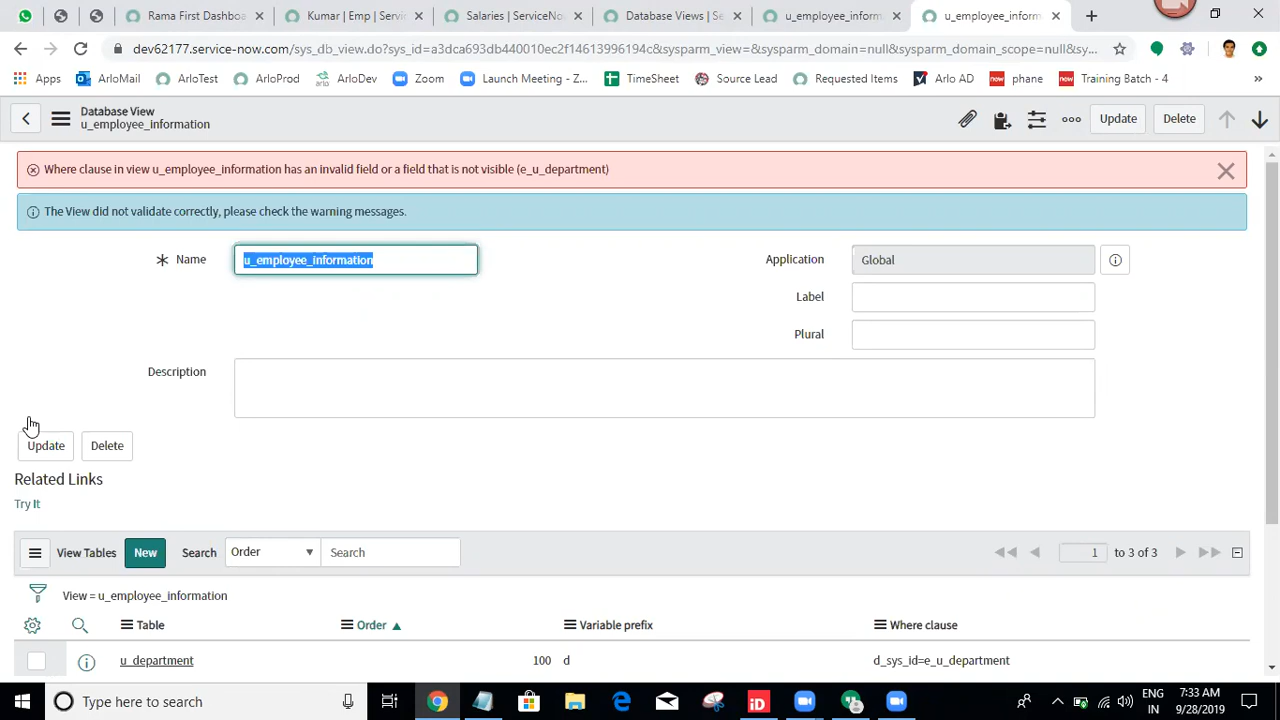 Rama First Dashboa
Kumar | Emp | Servi
Salaries | ServiceNo
Database Views | S
u_employee_inform
u_employee_inform
dev62177.service-now.com/sys_db_view.do?sys_id=a3dca693db440010ec2f14613996194c&sysparm_view=&sysparm_domain=null&sysparm_domain_scope=null&sy...
Apps
ArloMail
ArloTest
ArloProd
ArloDev
Zoom
Launch Meeting - Z...
TimeSheet
Source Lead
Requested Items
Arlo AD
now phane
now Training Batch - 4
Database View
u_employee_information
Update
Delete
Where clause in view u_employee_information has an invalid field or a field that is not visible (e_u_department)
The View did not validate correctly, please check the warning messages.
Name u_employee_information
Application Global
Label
Plural
Description
Update
Delete
Related Links
Try It
View Tables New Search Order Search 1 to 3 of 3
View = u_employee_information
Table Order Variable prefix Where clause
u_department 100 d d_sys_id=e_u_department
Type here to search
iD
ENG
IN
7:33 AM
9/28/2019